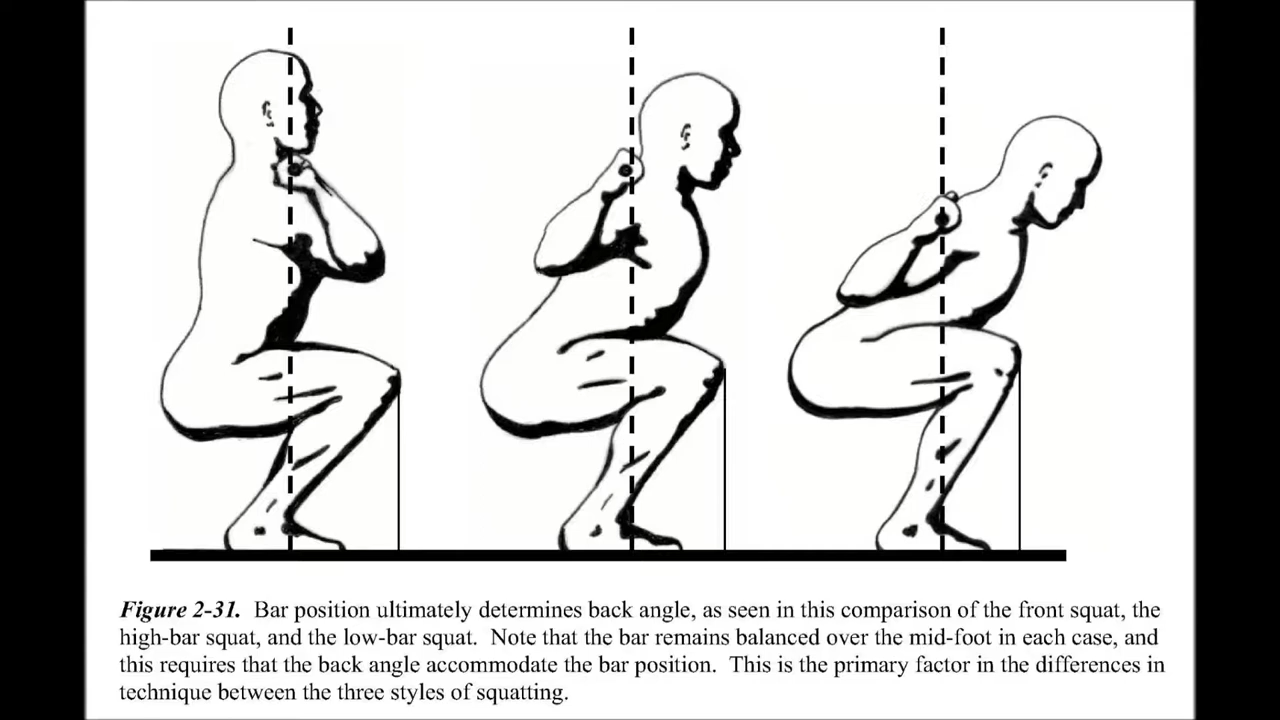 Figure 2-31.  Bar position ultimately determines back angle, as seen in this comparison of the front squat, the
high-bar squat, and the low-bar squat.  Note that the bar remains balanced over the mid-foot in each case, and
this requires that the back angle accommodate the bar position.  This is the primary factor in the differences in
technique between the three styles of squatting.